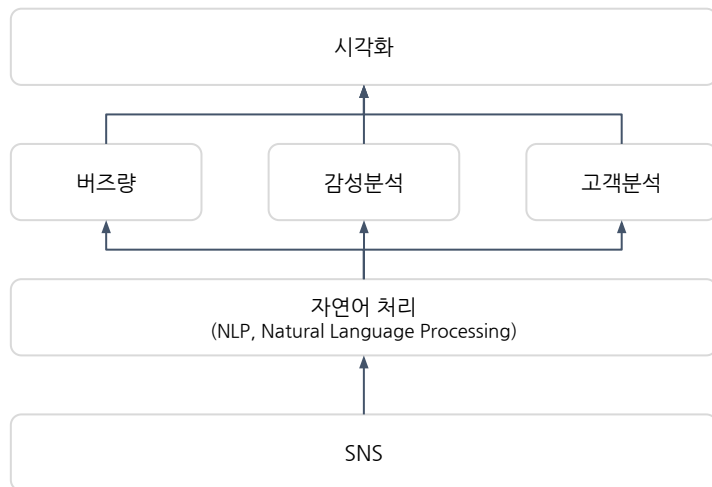 시각화
버즈량
감성분석
고객분석
자연어 처리
(NLP, Natural Language Processing)
SNS